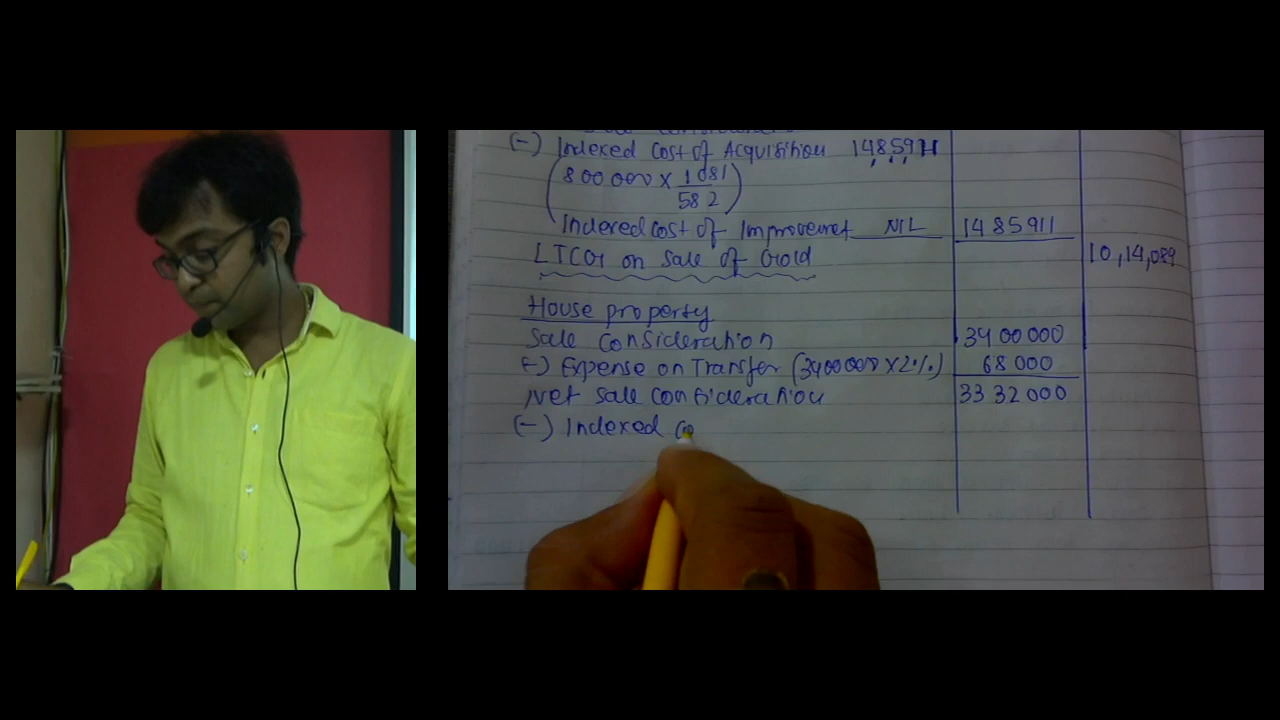 (-) Indexed Cost of Acquisition 1485911
(800000 x 1081
582)
Indexed cost of Improvemet NIL 1485911
LTCG on sale of Gold 10,14,089
House property
Sale Consideration 3400000
(-) Expense on Transfer (3400000 x 2%) 68000
Net Sale Consideration 3332000
(-) Indexed Co